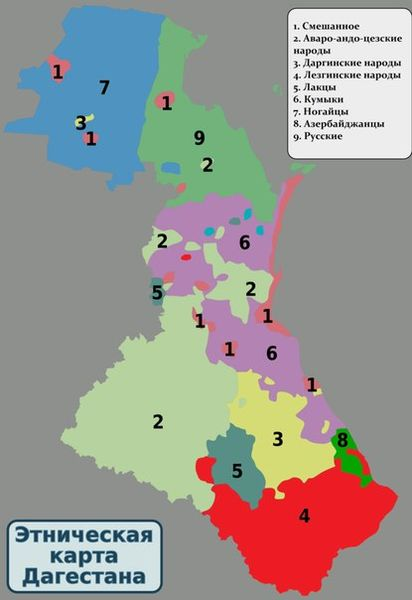 1. Смешанное
2. Аваро-андо-цезские
народы
3. Даргинские народы
4. Лезгинские народы
5. Лакцы
6. Кумыки
7. Ногайцы
8. Азербайджанцы
9. Русские
1
7
1
3
1
9
2
2
6
5
2
1
1
1
6
1
2
3
8
5
4
Этническая
карта
Дагестана